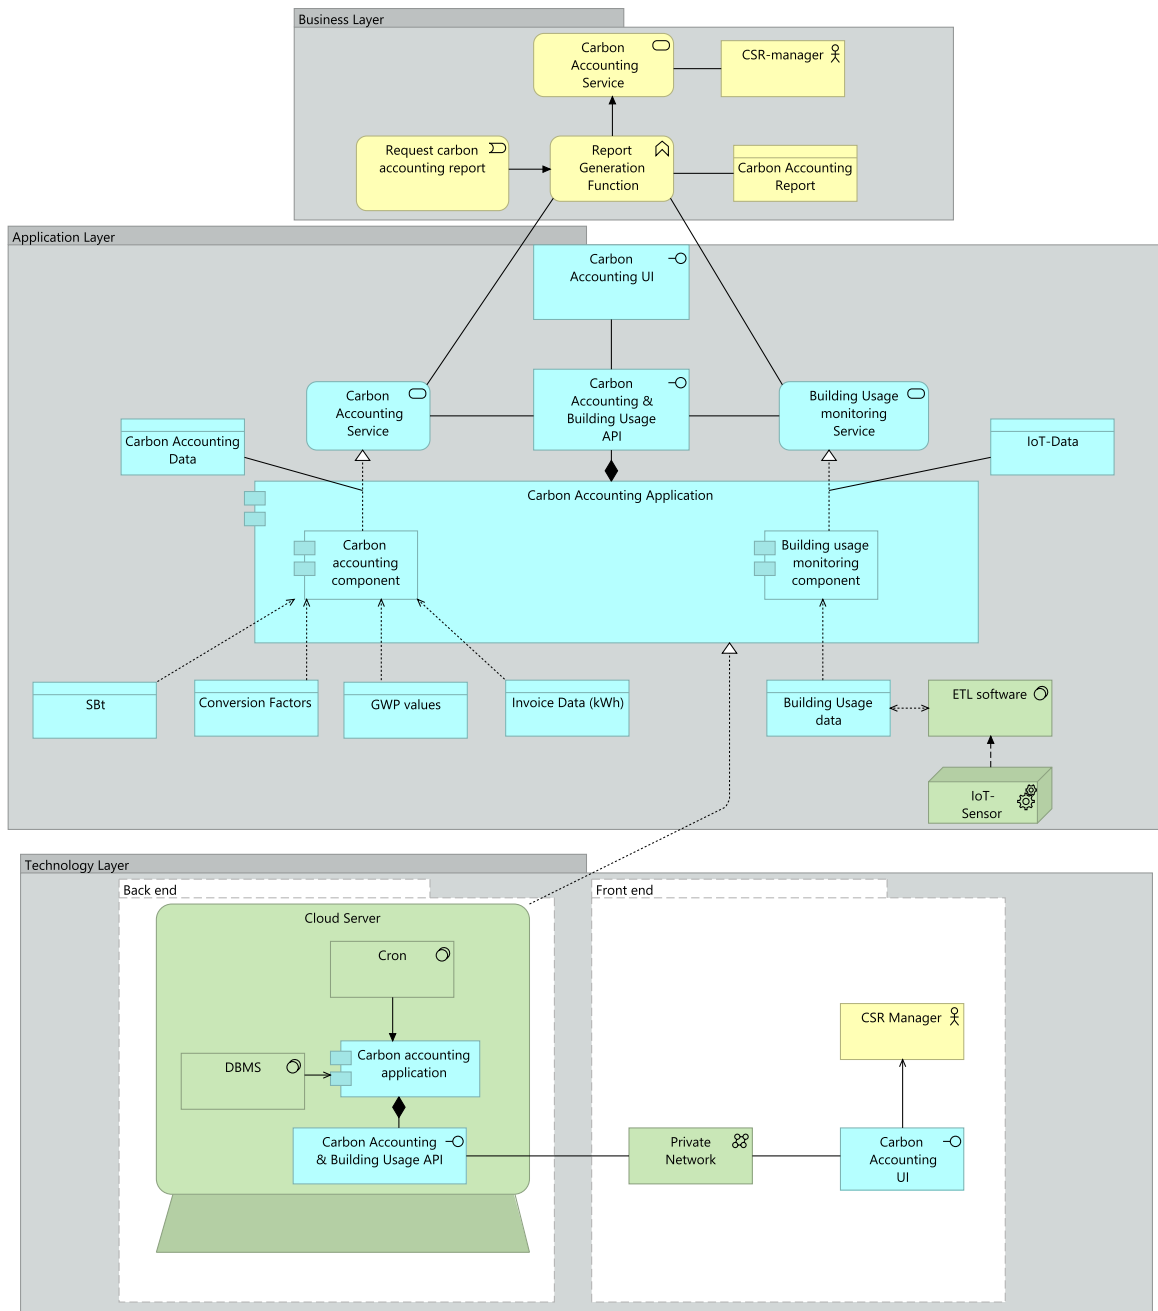 Business Layer
Carbon
Accounting
Service
CSR-manager
Request carbon
accounting report
Report
Generation
Function
Carbon Accounting
Report
Application Layer
Carbon
Accounting UI
Carbon
Accounting
Service
Carbon
Accounting &
Building Usage
API
Building Usage
monitoring
Service
Carbon Accounting
Data
IoT-Data
Carbon Accounting Application
Carbon
accounting
component
Building usage
monitoring
component
SBt
Conversion Factors
GWP values
Invoice Data (kWh)
Building Usage
data
ETL software
IoT-
Sensor
Technology Layer
Back end
Front end
Cloud Server
Cron
DBMS
Carbon accounting
application
Carbon Accounting
& Building Usage API
CSR Manager
Private
Network
Carbon
Accounting
UI